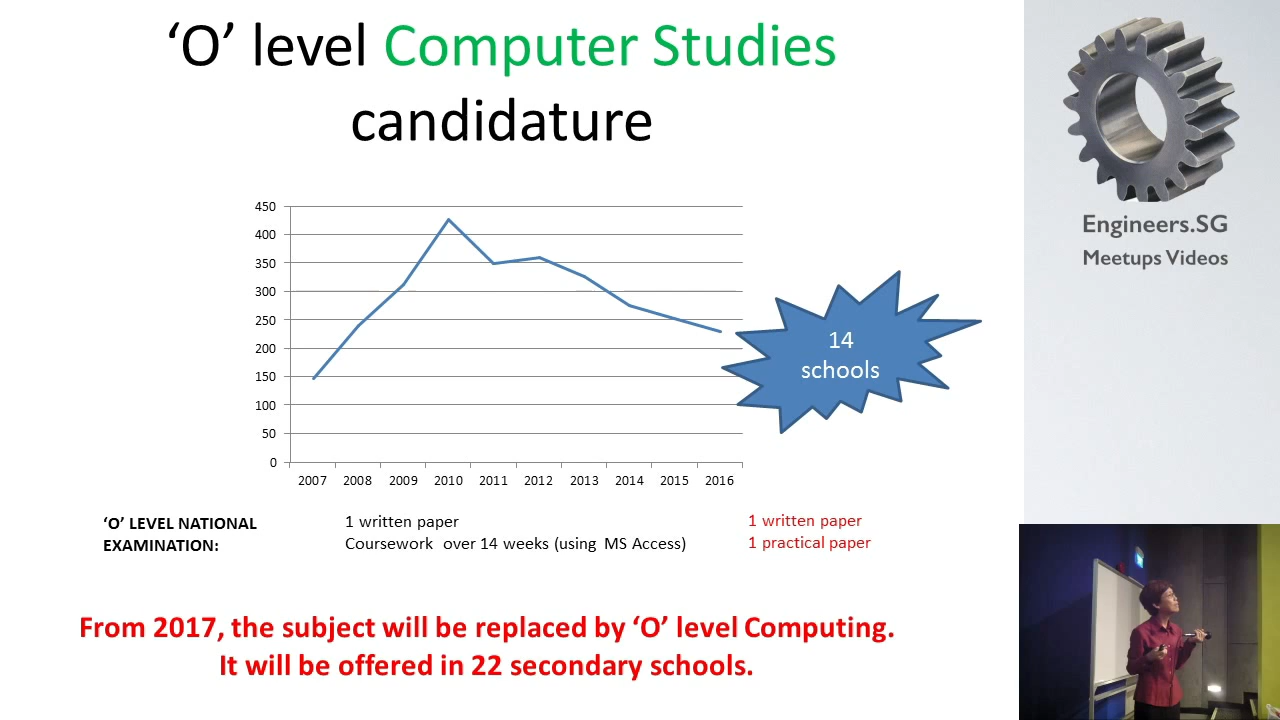 ‘O’ level Computer Studies
candidature
450
400
350
300
250
200
150
100
50
0
2007 2008 2009 2010 2011 2012 2013 2014 2015 2016
14
schools
‘O’ LEVEL NATIONAL
EXAMINATION:
1 written paper
Coursework over 14 weeks (using MS Access)
1 written paper
1 practical paper
From 2017, the subject will be replaced by ‘O’ level Computing.
It will be offered in 22 secondary schools.
Engineers.SG
Meetups Videos